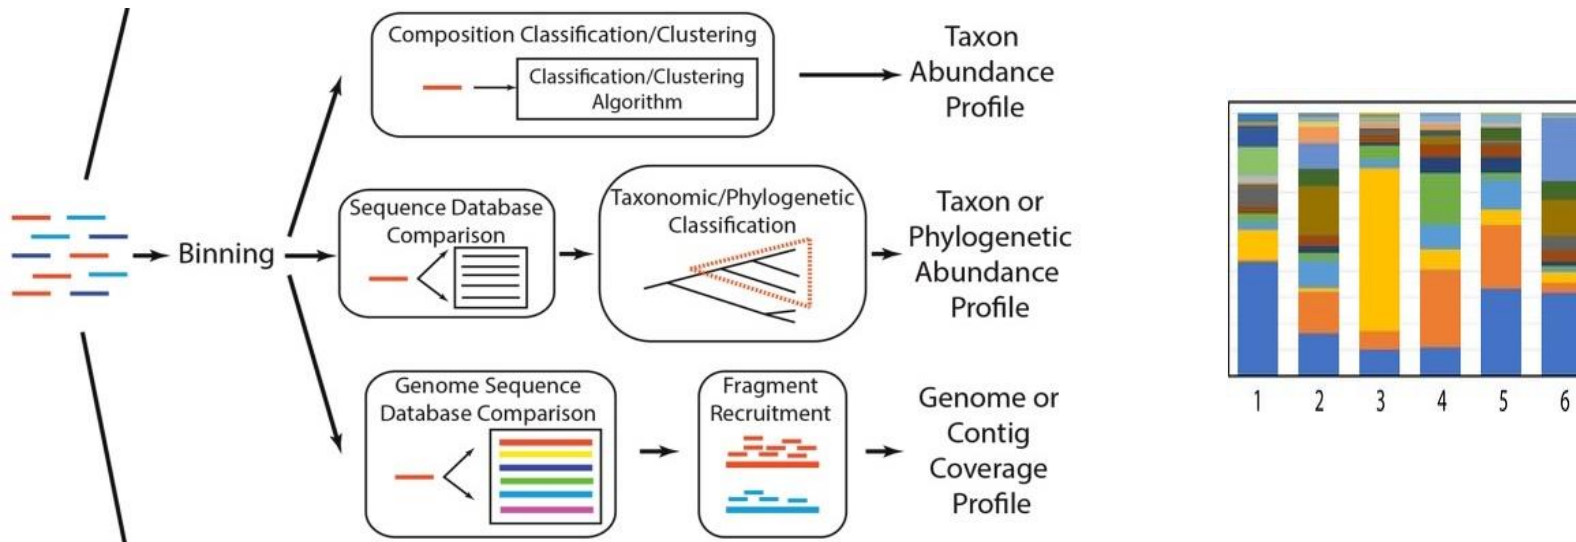 Composition Classification/Clustering
Classification/Clustering
Algorithm
Taxon
Abundance
Profile
Binning
Sequence Database
Comparison
Taxonomic/Phylogenetic
Classification
Taxon or
Phylogenetic
Abundance
Profile
Genome Sequence
Database Comparison
Fragment
Recruitment
Genome or
Contig
Coverage
Profile
1 2 3 4 5 6